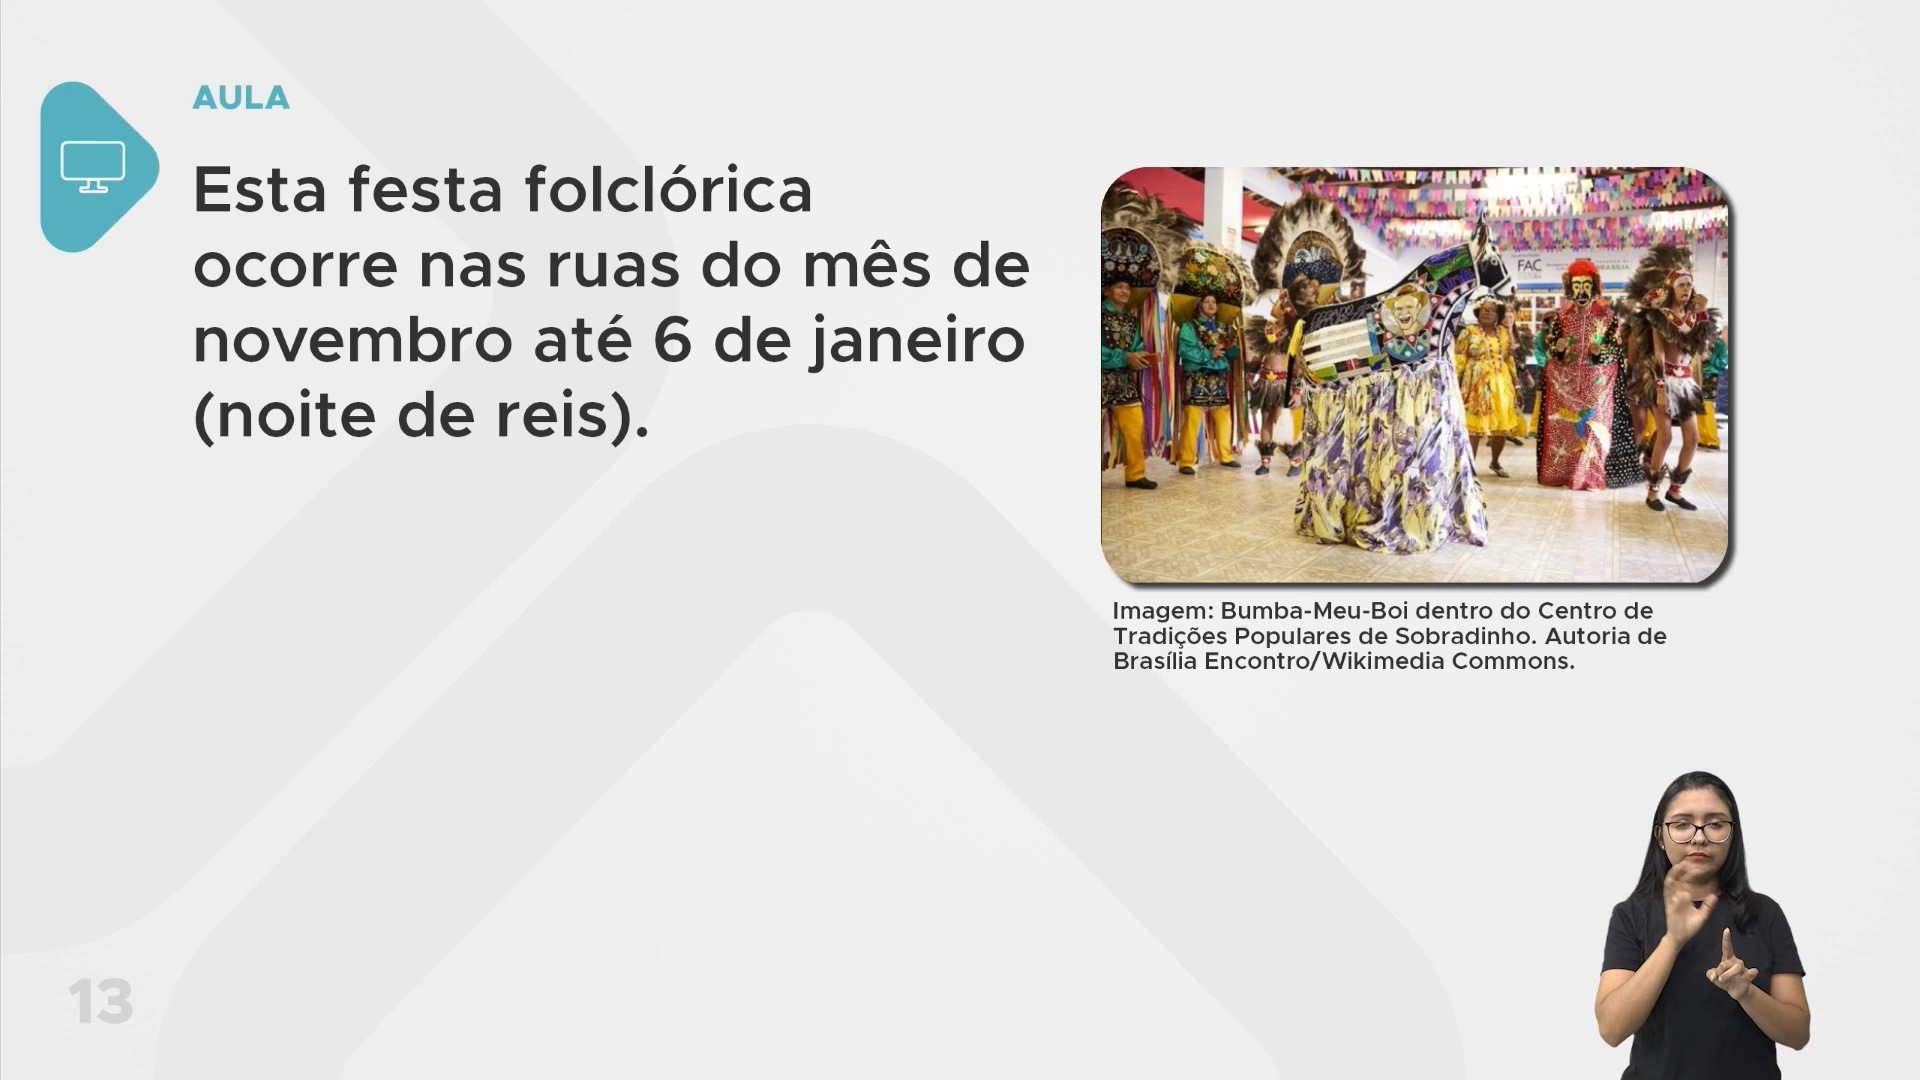 AULA
Esta festa folclórica
ocorre nas ruas do mês de
novembro até 6 de janeiro
(noite de reis).
FAC
Imagem: Bumba-Meu-Boi dentro do Centro de
Tradições Populares de Sobradinho. Autoria de
Brasília Encontro/Wikimedia Commons.
13